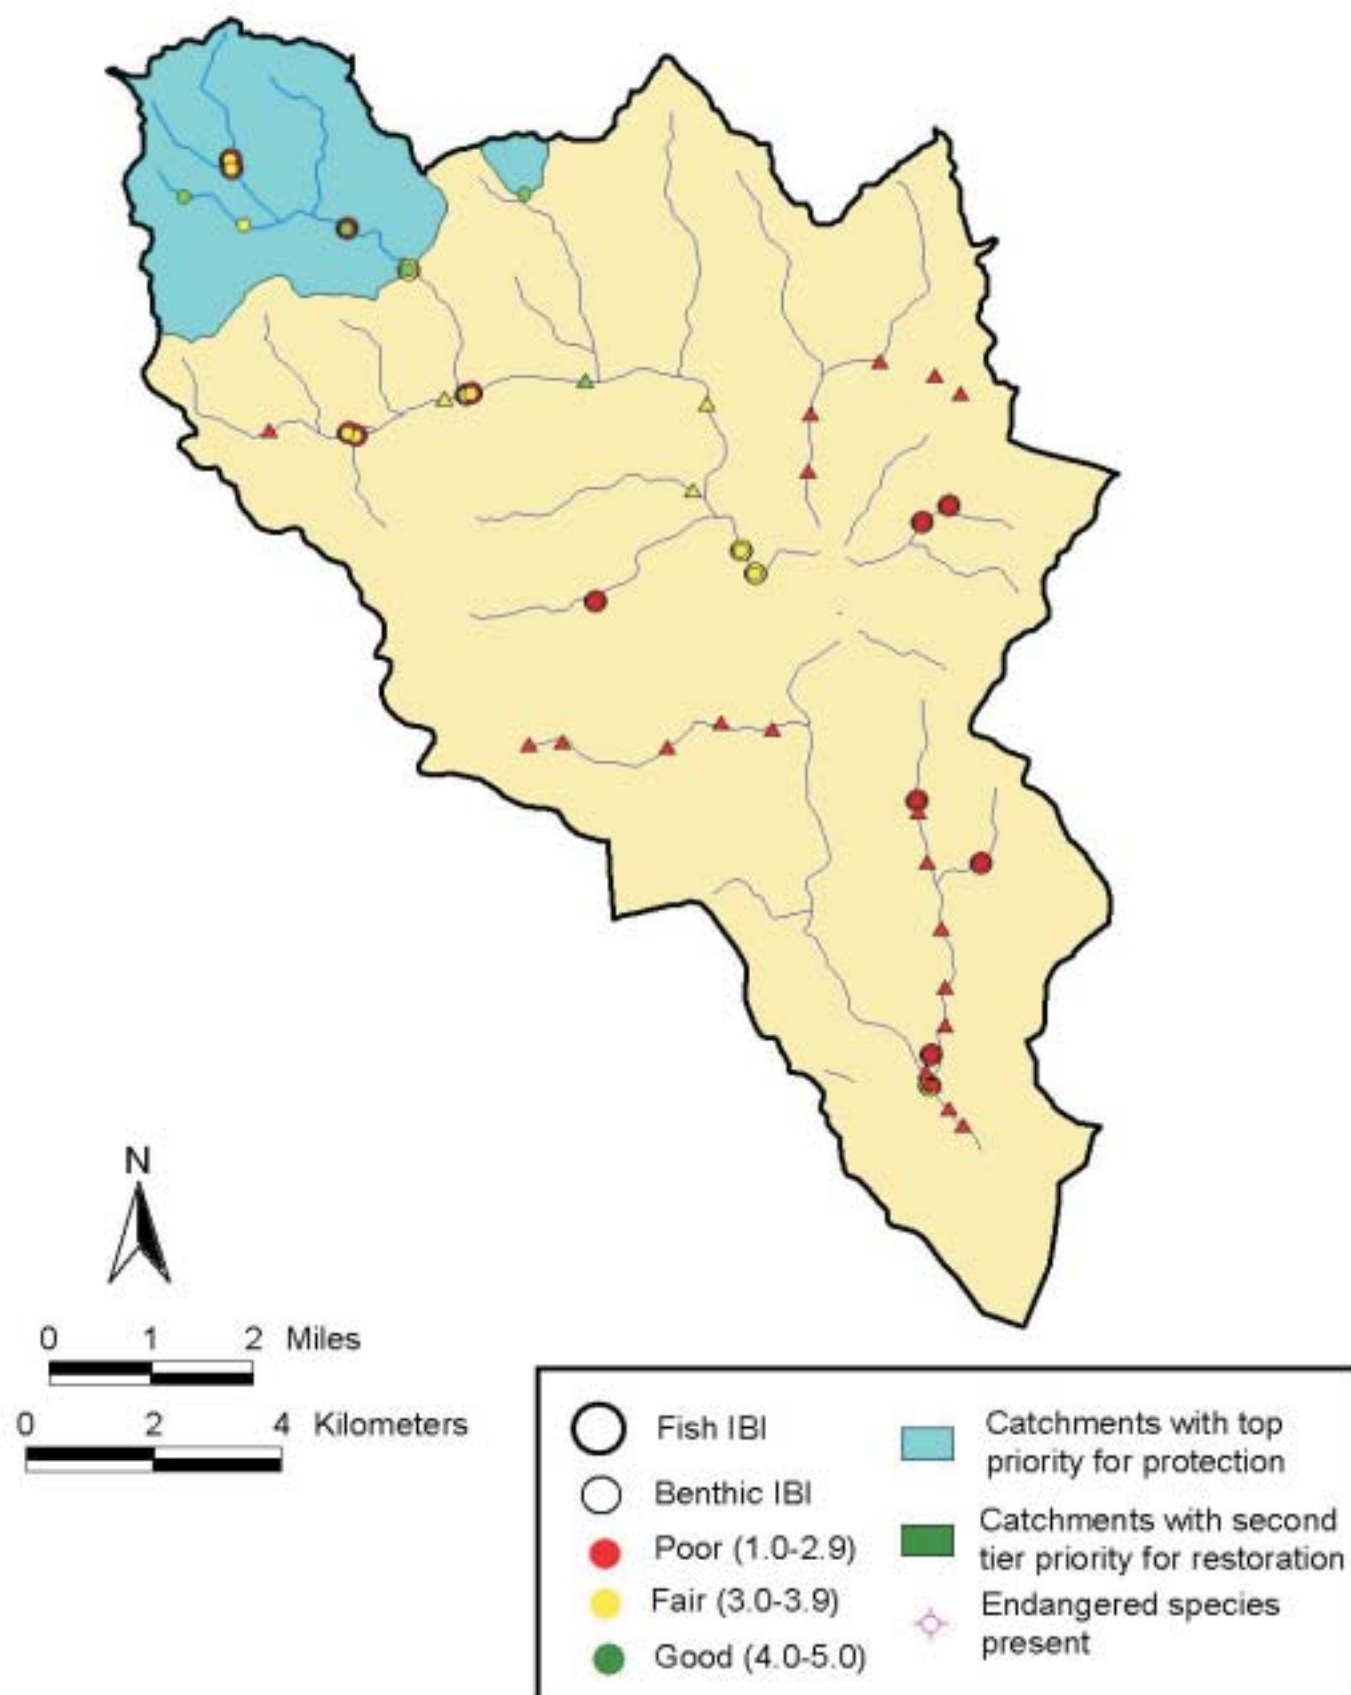 N
0 1 2 Miles
0 2 4 Kilometers
Fish IBI
Benthic IBI
Poor (1.0-2.9)
Fair (3.0-3.9)
Good (4.0-5.0)
Catchments with top
priority for protection
Catchments with second
tier priority for restoration
Endangered species
present